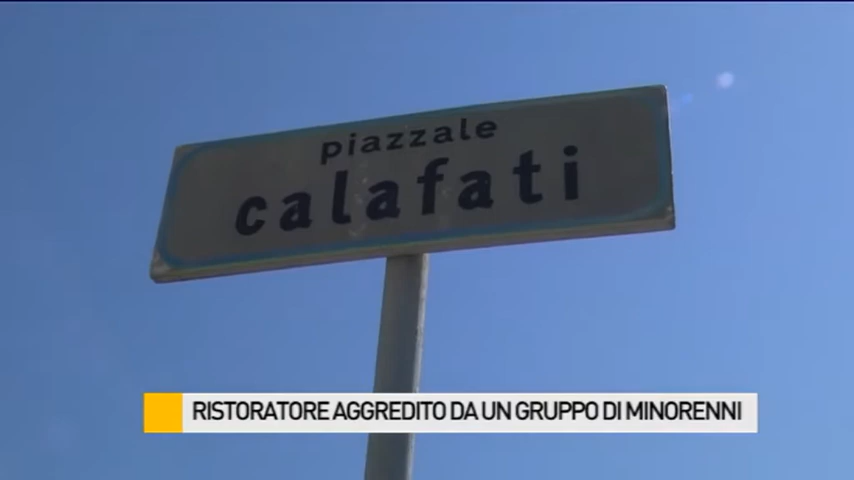 piazzale
calafati
RISTORATORE AGGREDITO DA UN GRUPPO DI MINORENNI